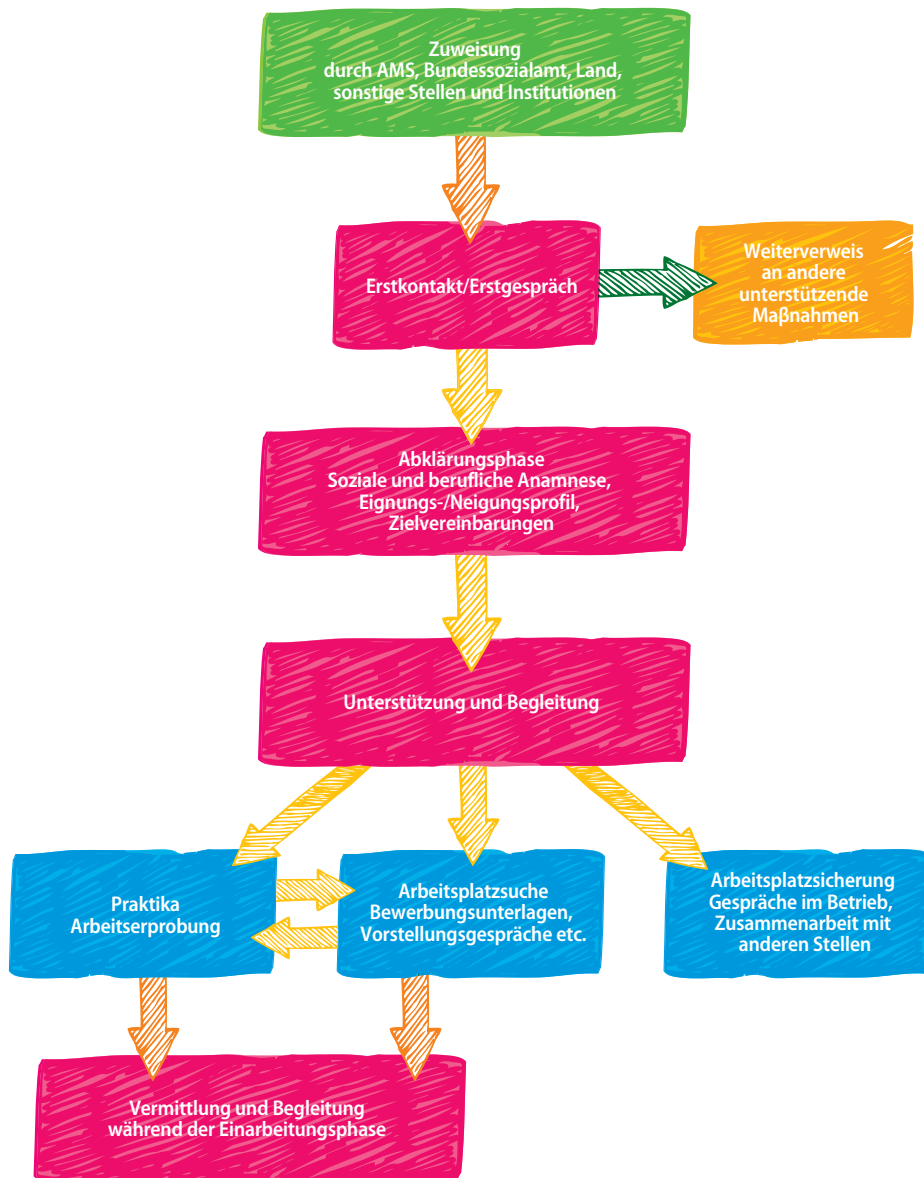 Zuweisung
durch AMS, Bundessozialamt, Land,
sonstige Stellen und Institutionen
Erstkontakt/Erstgespräch
Weiterverweis
an andere
unterstützende
Maßnahmen
Abklärungsphase
Soziale und berufliche Anamnese,
Eignungs-/Neigungsprofil,
Zielvereinbarungen
Unterstützung und Begleitung
Praktika
Arbeitserprobung
Arbeitsplatzsuche
Bewerbungsunterlagen,
Vorstellungsgespräche etc.
Arbeitsplatzsicherung
Gespräche im Betrieb,
Zusammenarbeit mit
anderen Stellen
Vermittlung und Begleitung
während der Einarbeitungsphase